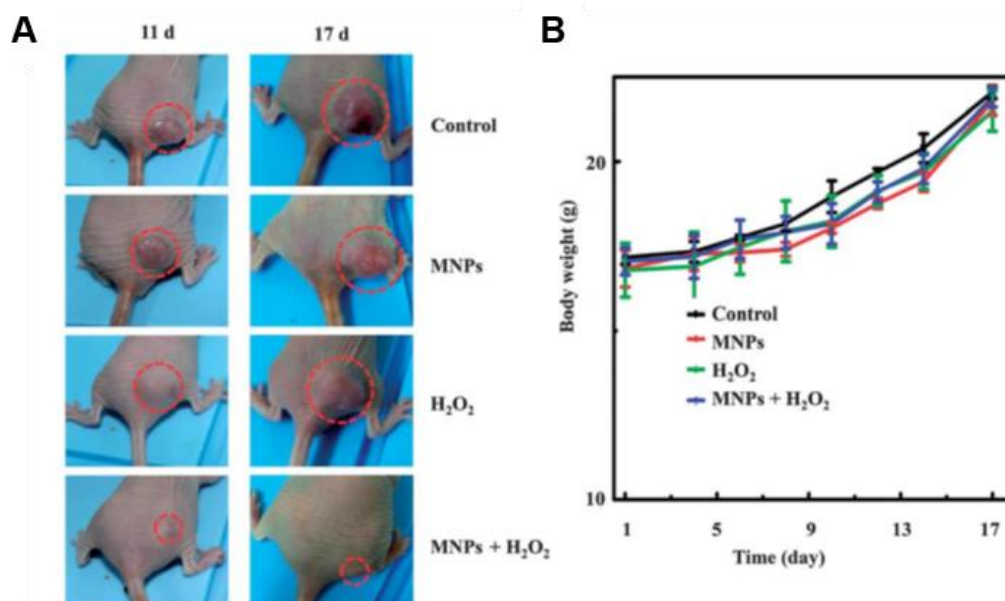 A
11 d
17 d
Control
MNPs
H₂O₂
MNPs + H₂O₂
B
Body weight (g)
20
10
Control
MNPs
H₂O₂
MNPs + H₂O₂
1
5
9
13
17
Time (day)